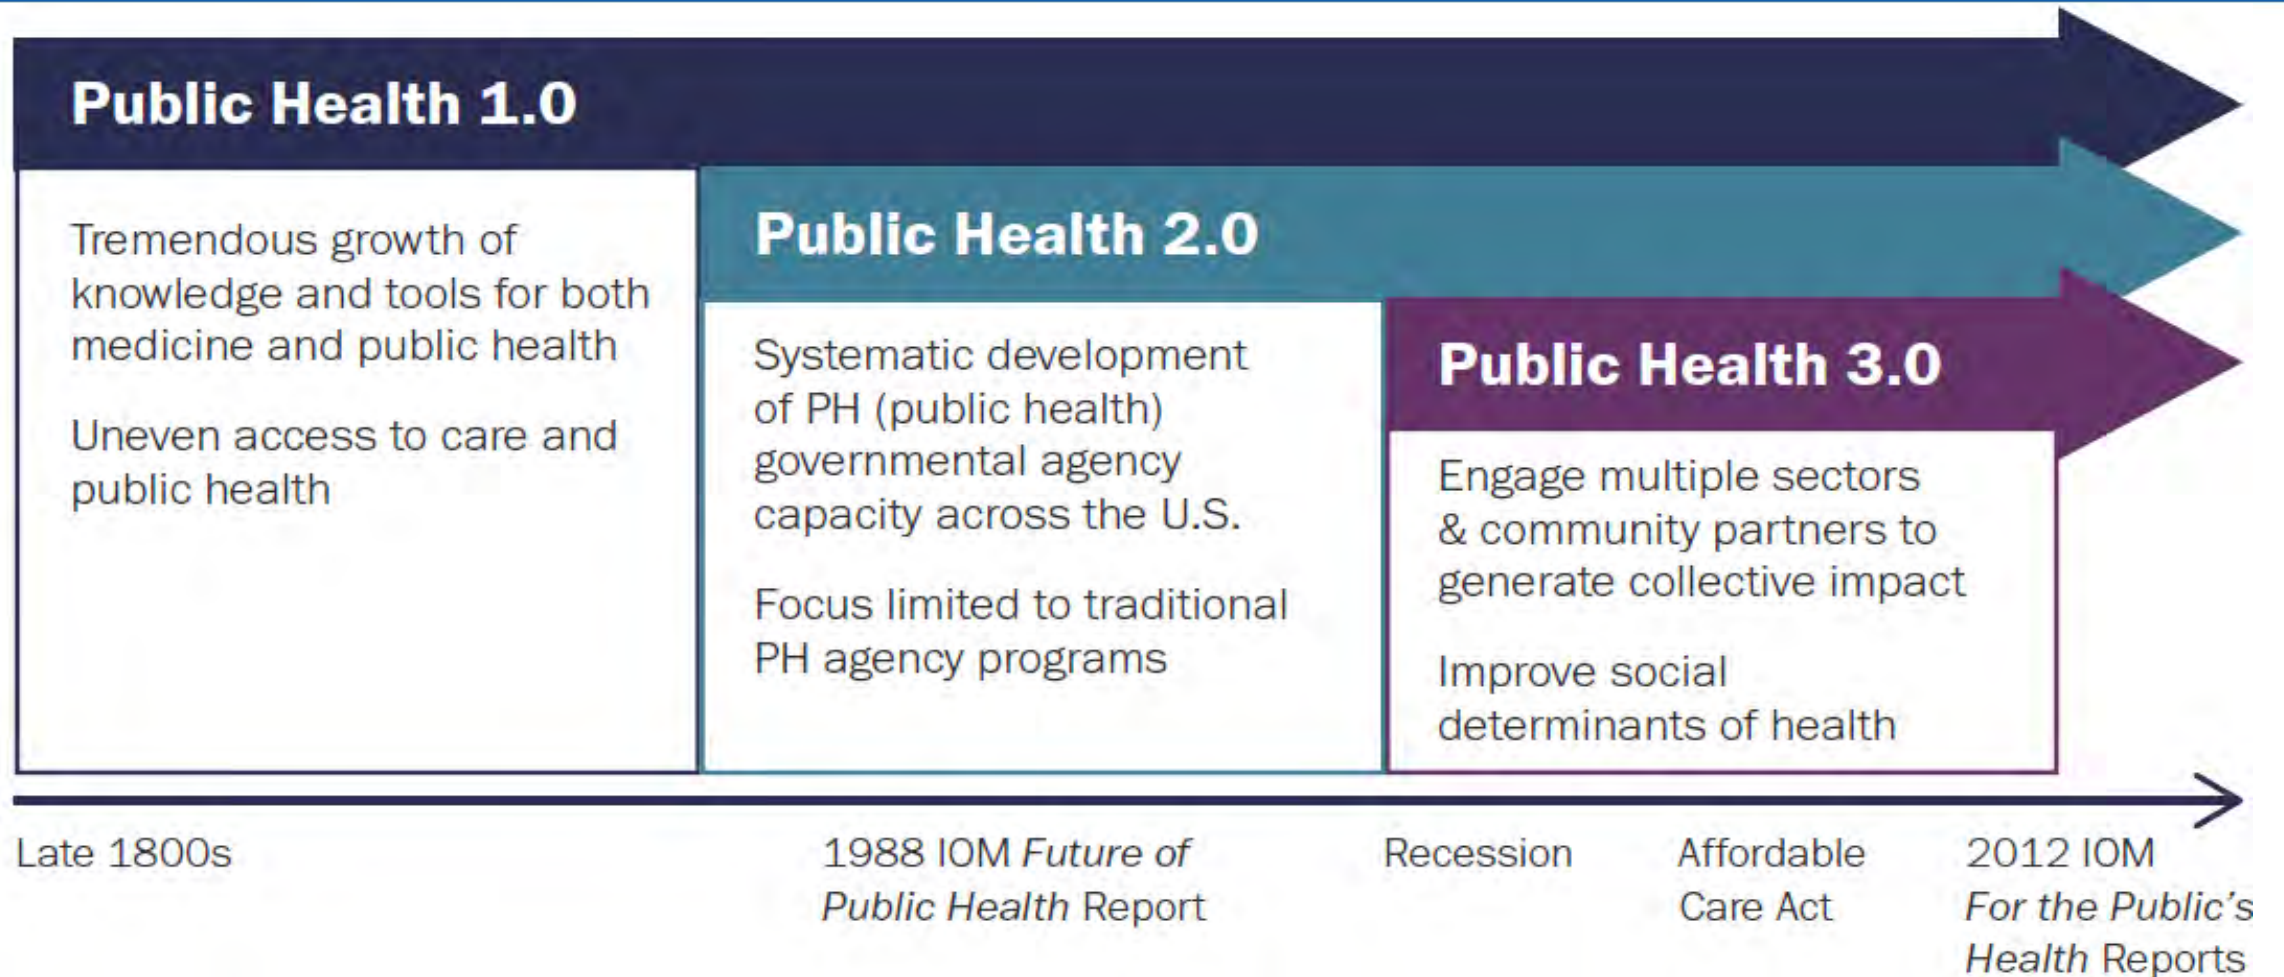 Public Health 1.0
Tremendous growth of
knowledge and tools for both
medicine and public health
Uneven access to care and
public health
Public Health 2.0
Systematic development
of PH (public health)
governmental agency
capacity across the U.S.
Focus limited to traditional
PH agency programs
Public Health 3.0
Engage multiple sectors
& community partners to
generate collective impact
Improve social
determinants of health
Late 1800s
1988 IOM Future of
Public Health Report
Recession
Affordable
Care Act
2012 IOM
For the Public's
Health Reports